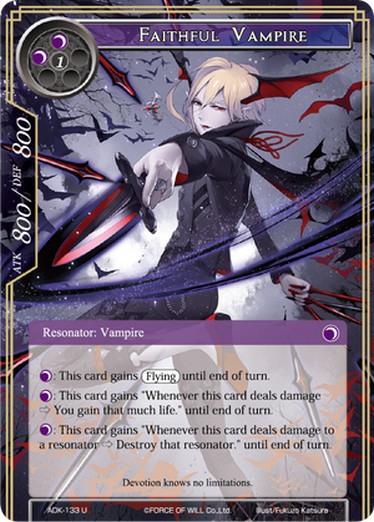 Faithful Vampire
1
ATK 800 / DEF 800
Resonator: Vampire
: This card gains Flying until end of turn.
: This card gains "Whenever this card deals damage
⇨ You gain that much life." until end of turn.
: This card gains "Whenever this card deals damage to
a resonator ⇨ Destroy that resonator." until end of turn.
Devotion knows no limitations.
ADK-133 U ©FORCE OF WILL Co.,Ltd. Illust/Fukuzo Katsura